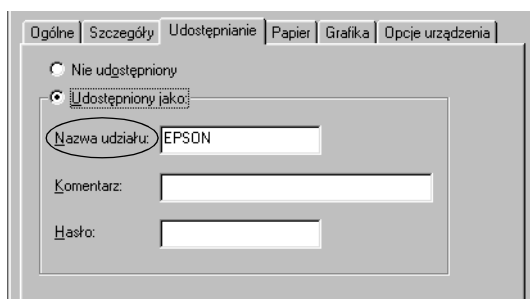 Ogólne Szczegóły Udostępnianie Papier Grafika Opcje urządzenia
Nie udostępniony
Udostępniony jako:
Nazwa udziału: EPSON
Komentarz:
Hasło: